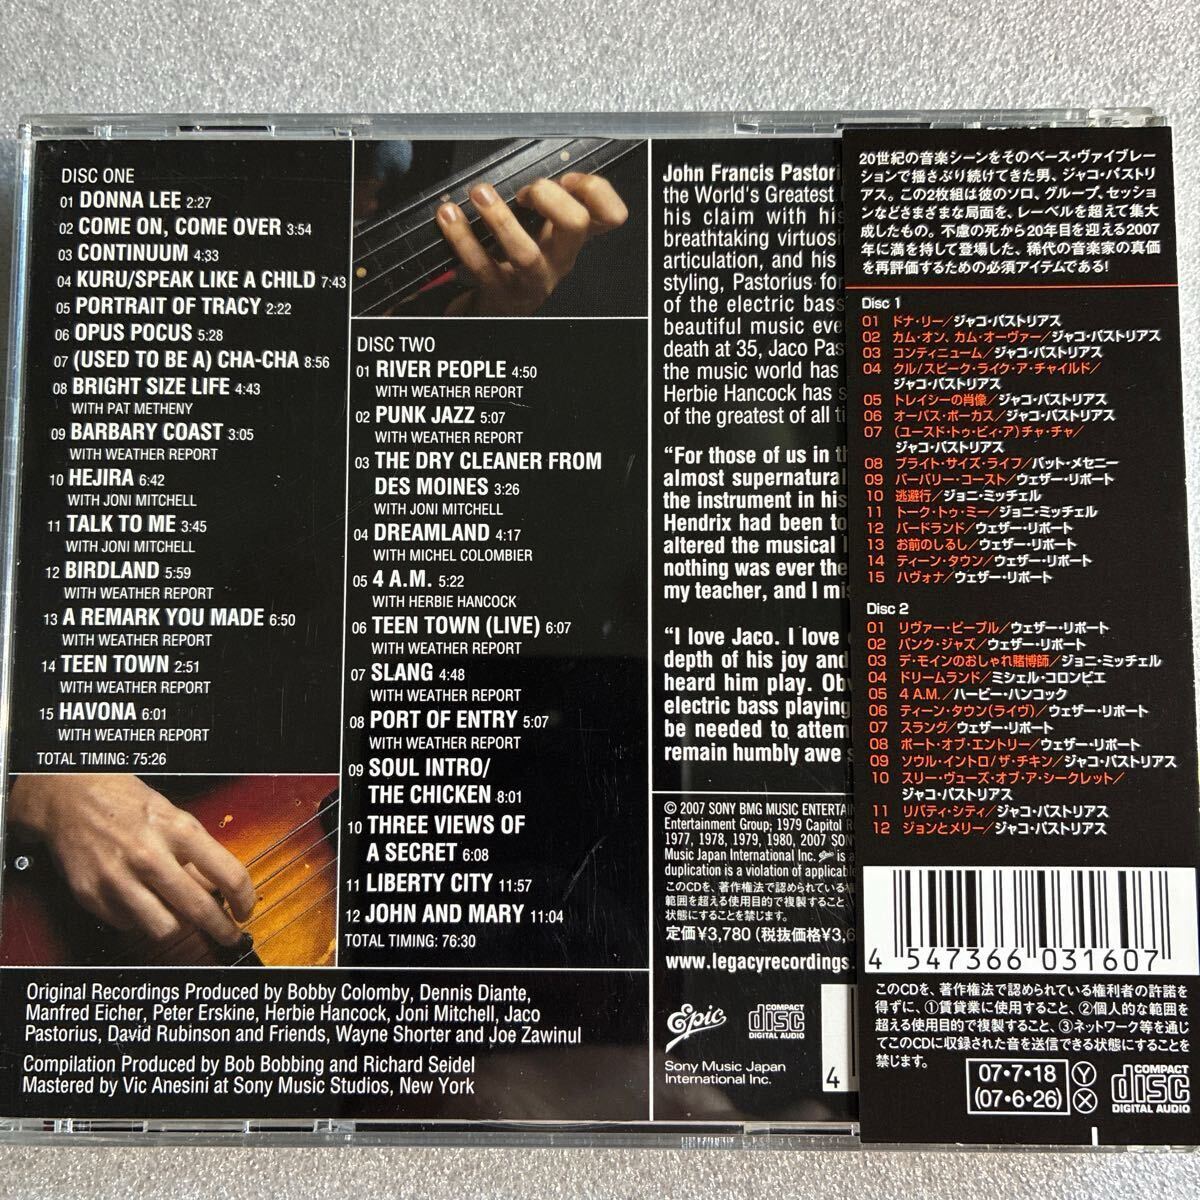 DISC ONE
01 DONNA LEE 2:27
02 COME ON, COME OVER 3:54
03 CONTINUUM 4:33
04 KURU/SPEAK LIKE A CHILD 7:43
05 PORTRAIT OF TRACY 2:22
06 OPUS POCUS 5:28
07 (USED TO BE A) CHA-CHA 8:56
08 BRIGHT SIZE LIFE 4:43
WITH PAT METHENY
09 BARBARY COAST 3:05
WITH WEATHER REPORT
10 HEJIRA 6:42
WITH JONI MITCHELL
11 TALK TO ME 3:45
WITH JONI MITCHELL
12 BIRDLAND 5:59
WITH WEATHER REPORT
13 A REMARK YOU MADE 6:50
WITH WEATHER REPORT
14 TEEN TOWN 2:51
WITH WEATHER REPORT
15 HAVONA 6:01
WITH WEATHER REPORT
TOTAL TIMING: 75:26
DISC TWO
01 RIVER PEOPLE 4:50
WITH WEATHER REPORT
02 PUNK JAZZ 5:07
WITH WEATHER REPORT
03 THE DRY CLEANER FROM
DES MOINES 3:26
WITH JONI MITCHELL
04 DREAMLAND 4:17
WITH MICHEL COLOMBIER
05 4 A.M. 5:22
WITH HERBIE HANCOCK
06 TEEN TOWN (LIVE) 6:07
WITH WEATHER REPORT
07 SLANG 4:48
WITH WEATHER REPORT
08 PORT OF ENTRY 5:07
WITH WEATHER REPORT
09 SOUL INTRO/
THE CHICKEN 8:01
10 THREE VIEWS OF
A SECRET 6:08
11 LIBERTY CITY 11:57
12 JOHN AND MARY 11:04
TOTAL TIMING: 76:30
Original Recordings Produced by Bobby Colomby, Dennis Diante,
Manfred Eicher, Peter Erskine, Herbie Hancock, Joni Mitchell, Jaco
Pastorius, David Rubinson and Friends, Wayne Shorter and Joe Zawinul
Compilation Produced by Bob Bobbing and Richard Seidel
Mastered by Vic Anesini at Sony Music Studios, New York
John Francis Pastori
the World's Greatest
his claim with his
breathtaking virtuosi
articulation, and his
styling, Pastorius for
of the electric bass
beautiful music eve
death at 35, Jaco Pas
the music world has
Herbie Hancock has s
of the greatest of all ti
“For those of us in th
almost supernatural
the instrument in his
Hendrix had been to
altered the musical l
nothing was ever the
my teacher, and I mis
“I love Jaco. I love
depth of his joy and
heard him play. Obv
electric bass playing
be needed to attem
remain humbly awe s
© 2007 SONY BMG MUSIC ENTERTAIN
Entertainment Group; 1979 Capitol R
1977, 1978, 1979, 1980, 2007 SON
Music Japan International Inc. Epic is a
duplication is a violation of applicable
このCDを、著作権法で認められている
範囲を超える使用目的で複製すること、
状態にすることを禁じます。
定価¥3,780 (税抜価格¥3,6
www.legacyrecordings.
Epic
COMPACT
disc
DIGITAL AUDIO
Sony Music Japan
International Inc.
4
20世紀の音楽シーンをそのベース・ヴァイブレー
ションで揺さぶり続けてきた男、ジャコ・パストリ
アス。この2枚組は彼のソロ、グループ、セッショ
ンなどさまざまな局面を、レーベルを超えて集大
成したもの。不慮の死から20年目を迎える2007
年に満を持して登場した、稀代の音楽家の真価
を再評価するための必須アイテムである!
Disc 1
01 ドナ・リー/ジャコ・パストリアス
02 カム・オン、カム・オーヴァー/ジャコ・パストリアス
03 コンティニューム/ジャコ・パストリアス
04 クル/スピーク・ライク・ア・チャイルド/
ジャコ・パストリアス
05 トレイシーの肖像/ジャコ・パストリアス
06 オーパス・ポーカス/ジャコ・パストリアス
07 (ユースド・トゥ・ビィ・ア)チャ・チャ/
ジャコ・パストリアス
08 ブライト・サイズ・ライフ/パット・メセニー
09 バーバリー・コースト/ウェザー・リポート
10 逃避行/ジョニ・ミッチェル
11 トーク・トゥ・ミー/ジョニ・ミッチェル
12 バードランド/ウェザー・リポート
13 お前のしるし/ウェザー・リポート
14 ティーン・タウン/ウェザー・リポート
15 ハヴォナ/ウェザー・リポート
Disc 2
01 リヴァー・ピープル/ウェザー・リポート
02 パンク・ジャズ/ウェザー・リポート
03 デ・モインのおしゃれ賭博師/ジョニ・ミッチェル
04 ドリームランド/ミシェル・コロンビエ
05 4 A.M./ハービー・ハンコック
06 ティーン・タウン(ライヴ)/ウェザー・リポート
07 スラング/ウェザー・リポート
08 ポート・オブ・エントリー/ウェザー・リポート
09 ソウル・イントロ/ザ・チキン/ジャコ・パストリアス
10 スリー・ヴューズ・オブ・ア・シークレット/
ジャコ・パストリアス
11 リバティ・シティ/ジャコ・パストリアス
12 ジョンとメリー/ジャコ・パストリアス
4 547366 031607
このCDを、著作権法で認められている権利者の許諾を
得ずに、①賃貸業に使用すること、②個人的な範囲を
超える使用目的で複製すること、③ネットワーク等を通じ
てこのCDに収録された音を送信できる状態にすることを
禁じます。
07・7・18 Y
(07・6・26) X
COMPACT
disc
DIGITAL AUDIO